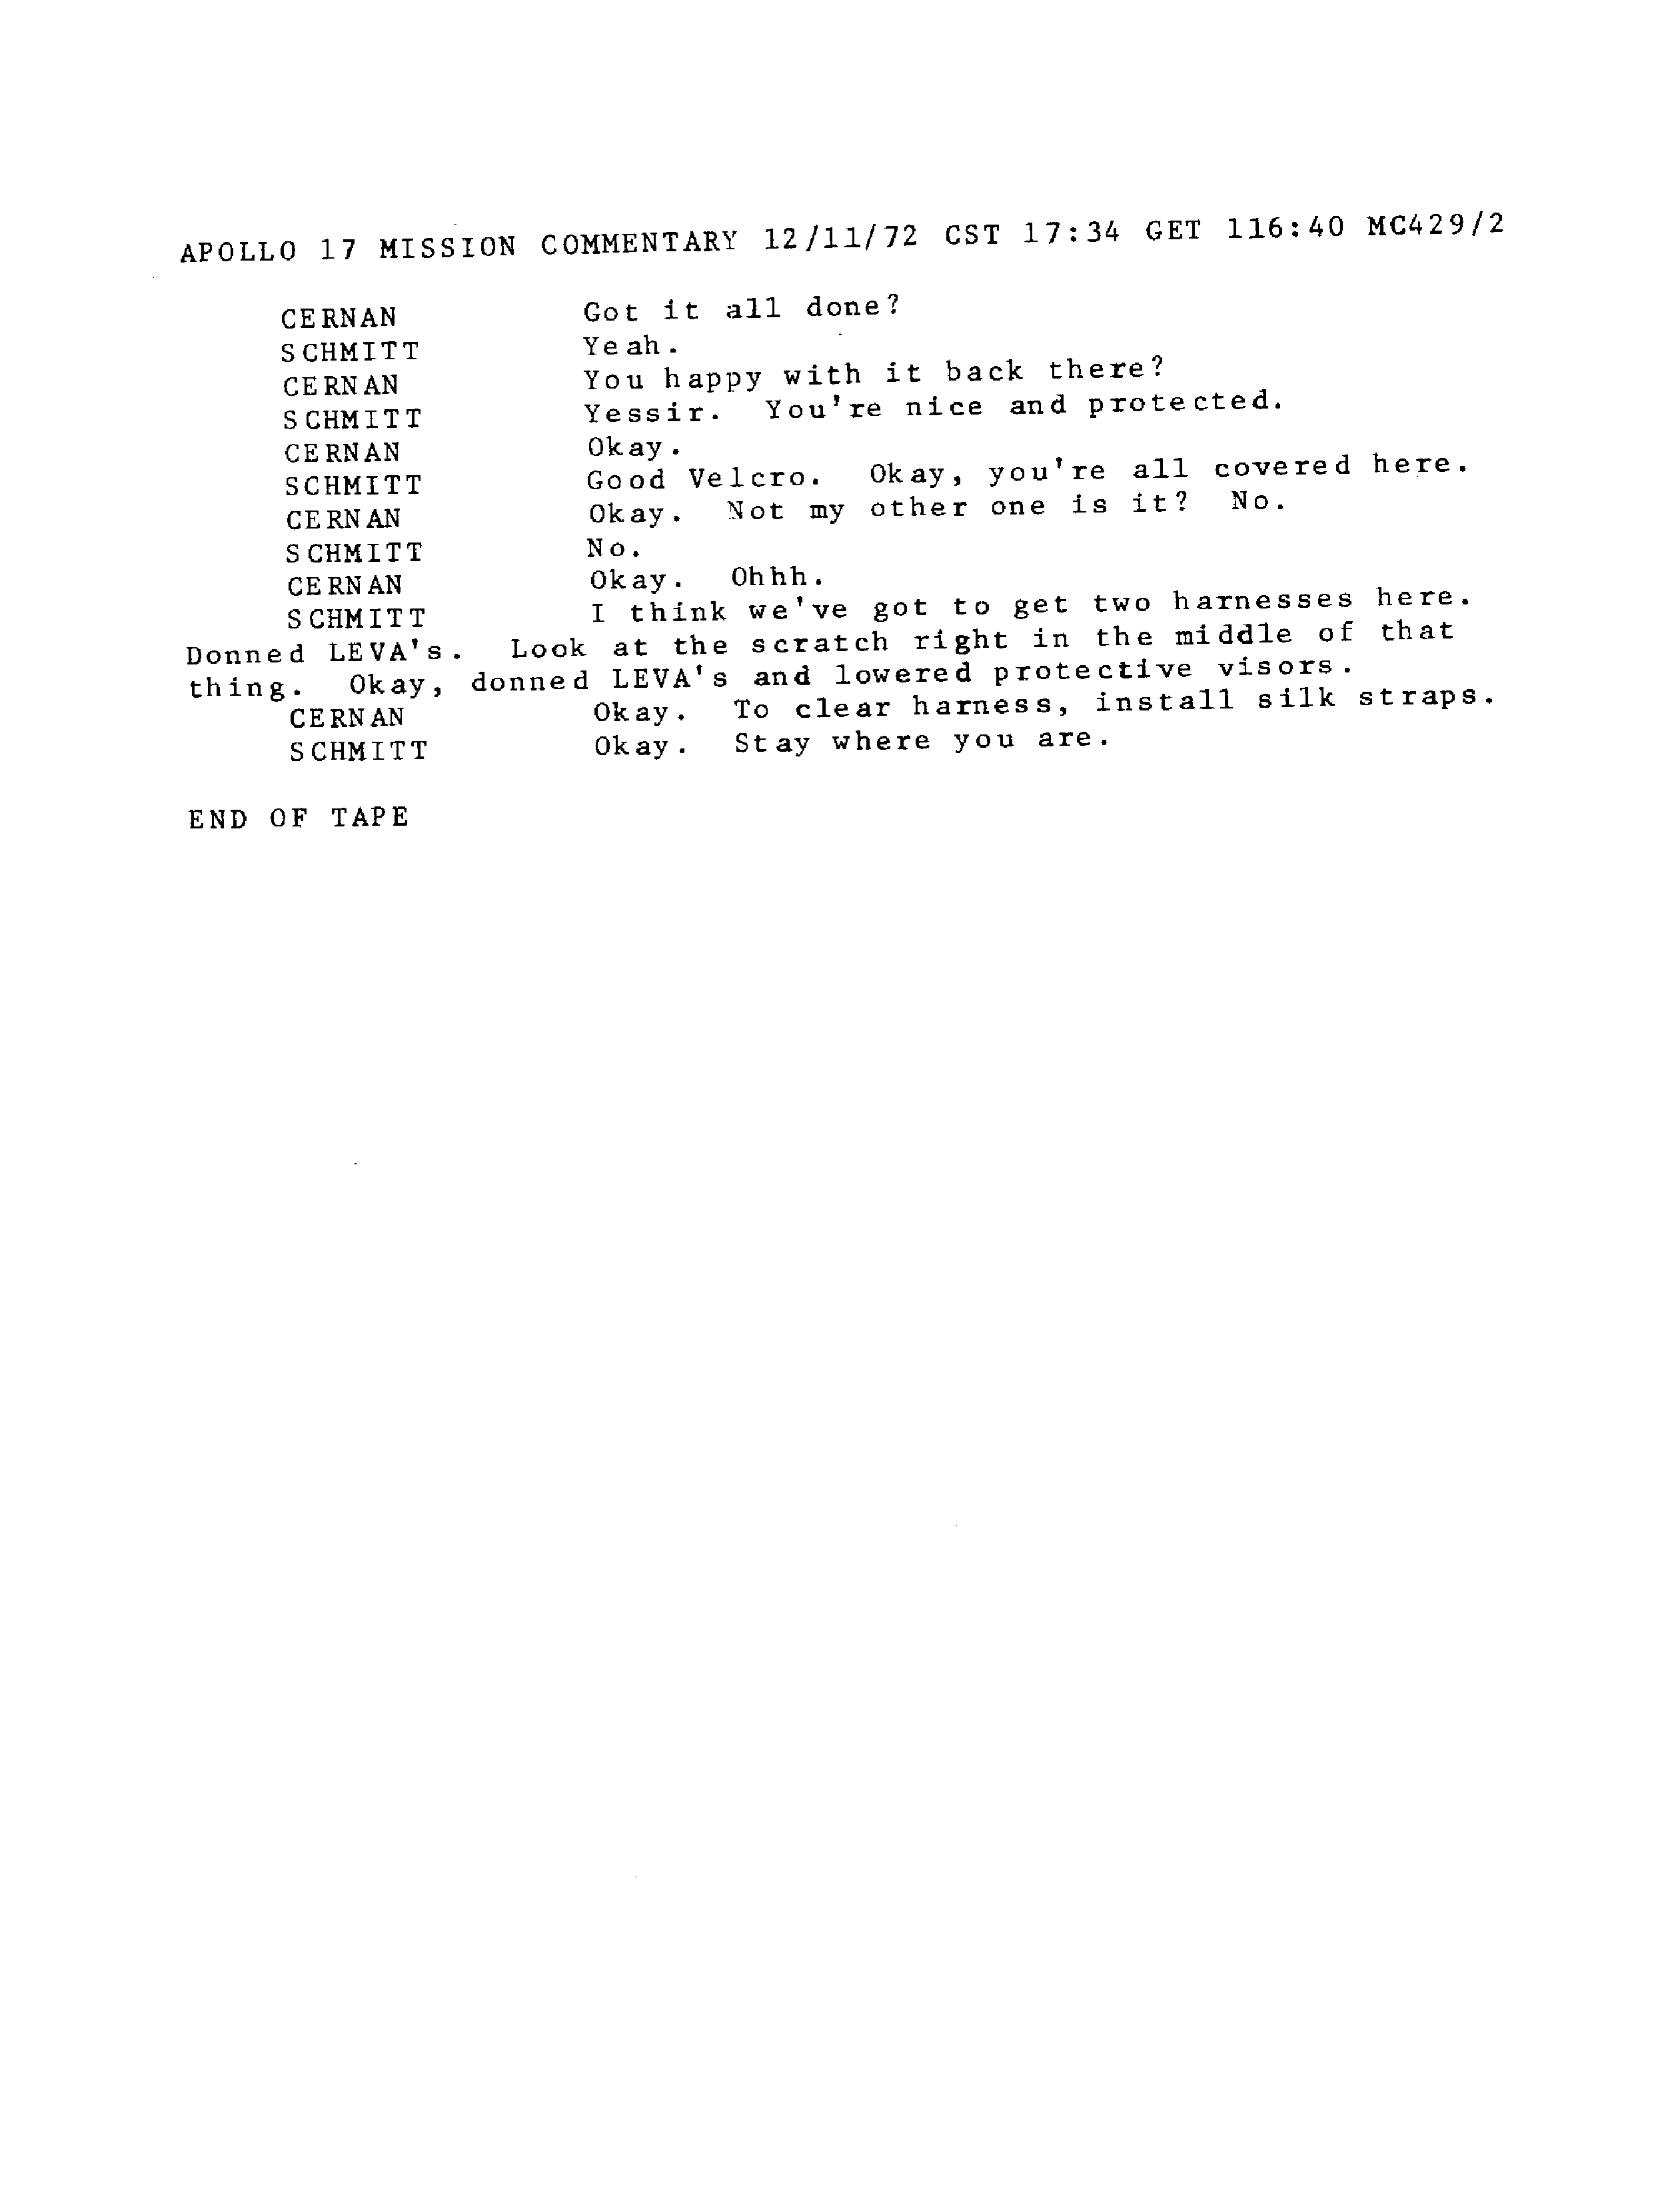 APOLLO 17 MISSION COMMENTARY 12/11/72 CST 17:34 GET 116:40 MC429/2
CERNAN Got it all done?
SCHMITT Yeah.
CERNAN You happy with it back there?
SCHMITT Yessir. You're nice and protected.
CERNAN Okay.
SCHMITT Good Velcro. Okay, you're all covered here.
CERNAN Okay. Not my other one is it? No.
SCHMITT No.
CERNAN Okay. Ohhh.
SCHMITT I think we've got to get two harnesses here.
Donned LEVA's. Look at the scratch right in the middle of that
thing. Okay, donned LEVA's and lowered protective visors.
CERNAN Okay. To clear harness, install silk straps.
SCHMITT Okay. Stay where you are.
END OF TAPE